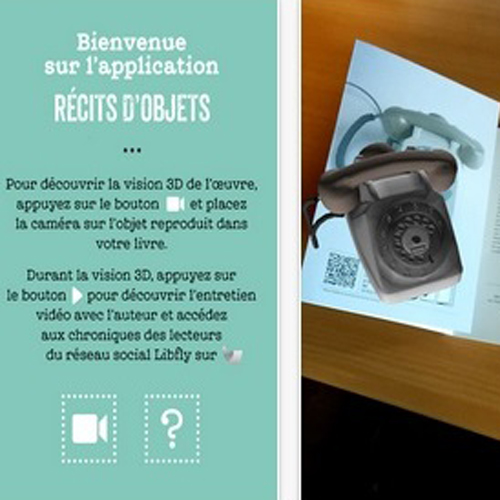 Bienvenue
sur l'application
RÉCITS D'OBJETS
...
Pour découvrir la vision 3D de l'œuvre,
appuyez sur le bouton et placez
la caméra sur l'objet reproduit dans
votre livre.
Durant la vision 3D, appuyez sur
le bouton pour découvrir l'entretien
vidéo avec l'auteur et accédez
aux chroniques des lecteurs
du réseau social Libfly sur
?